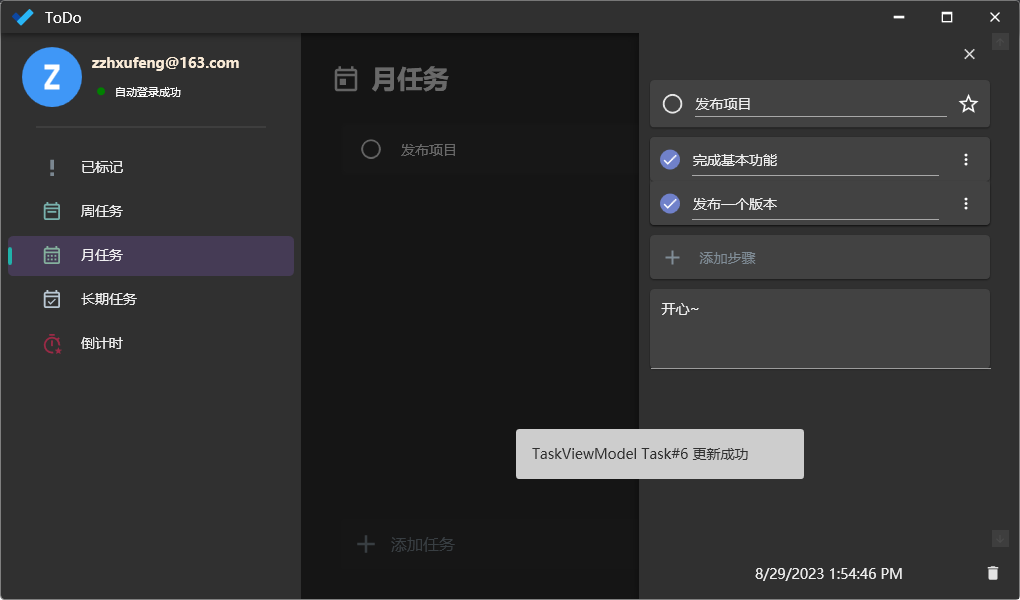 ToDo
Z
zzhxufeng@163.com
自动登录成功
已标记
周任务
月任务
长期任务
倒计时
月任务
发布项目
添加任务
发布项目
完成基本功能
发布一个版本
添加步骤
开心~
TaskViewModel Task#6 更新成功
8/29/2023 1:54:46 PM